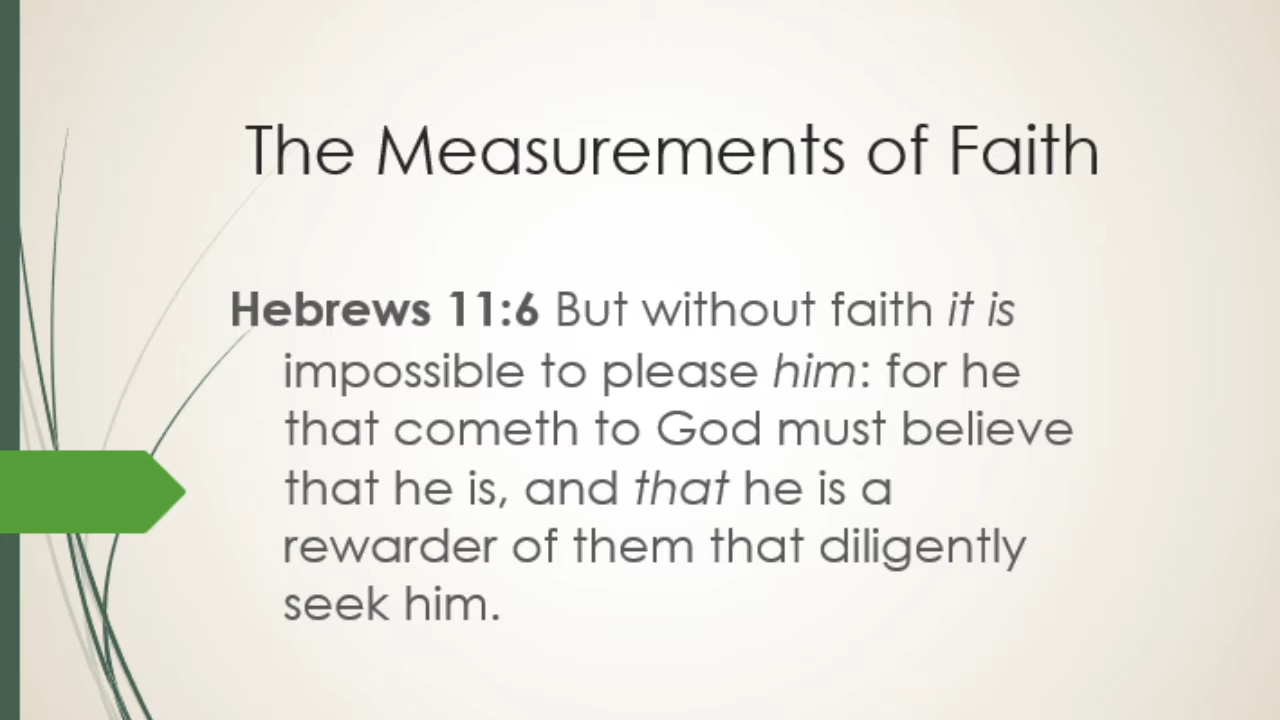 The Measurements of Faith
Hebrews 11:6 But without faith it is
impossible to please him: for he
that cometh to God must believe
that he is, and that he is a
rewarder of them that diligently
seek him.